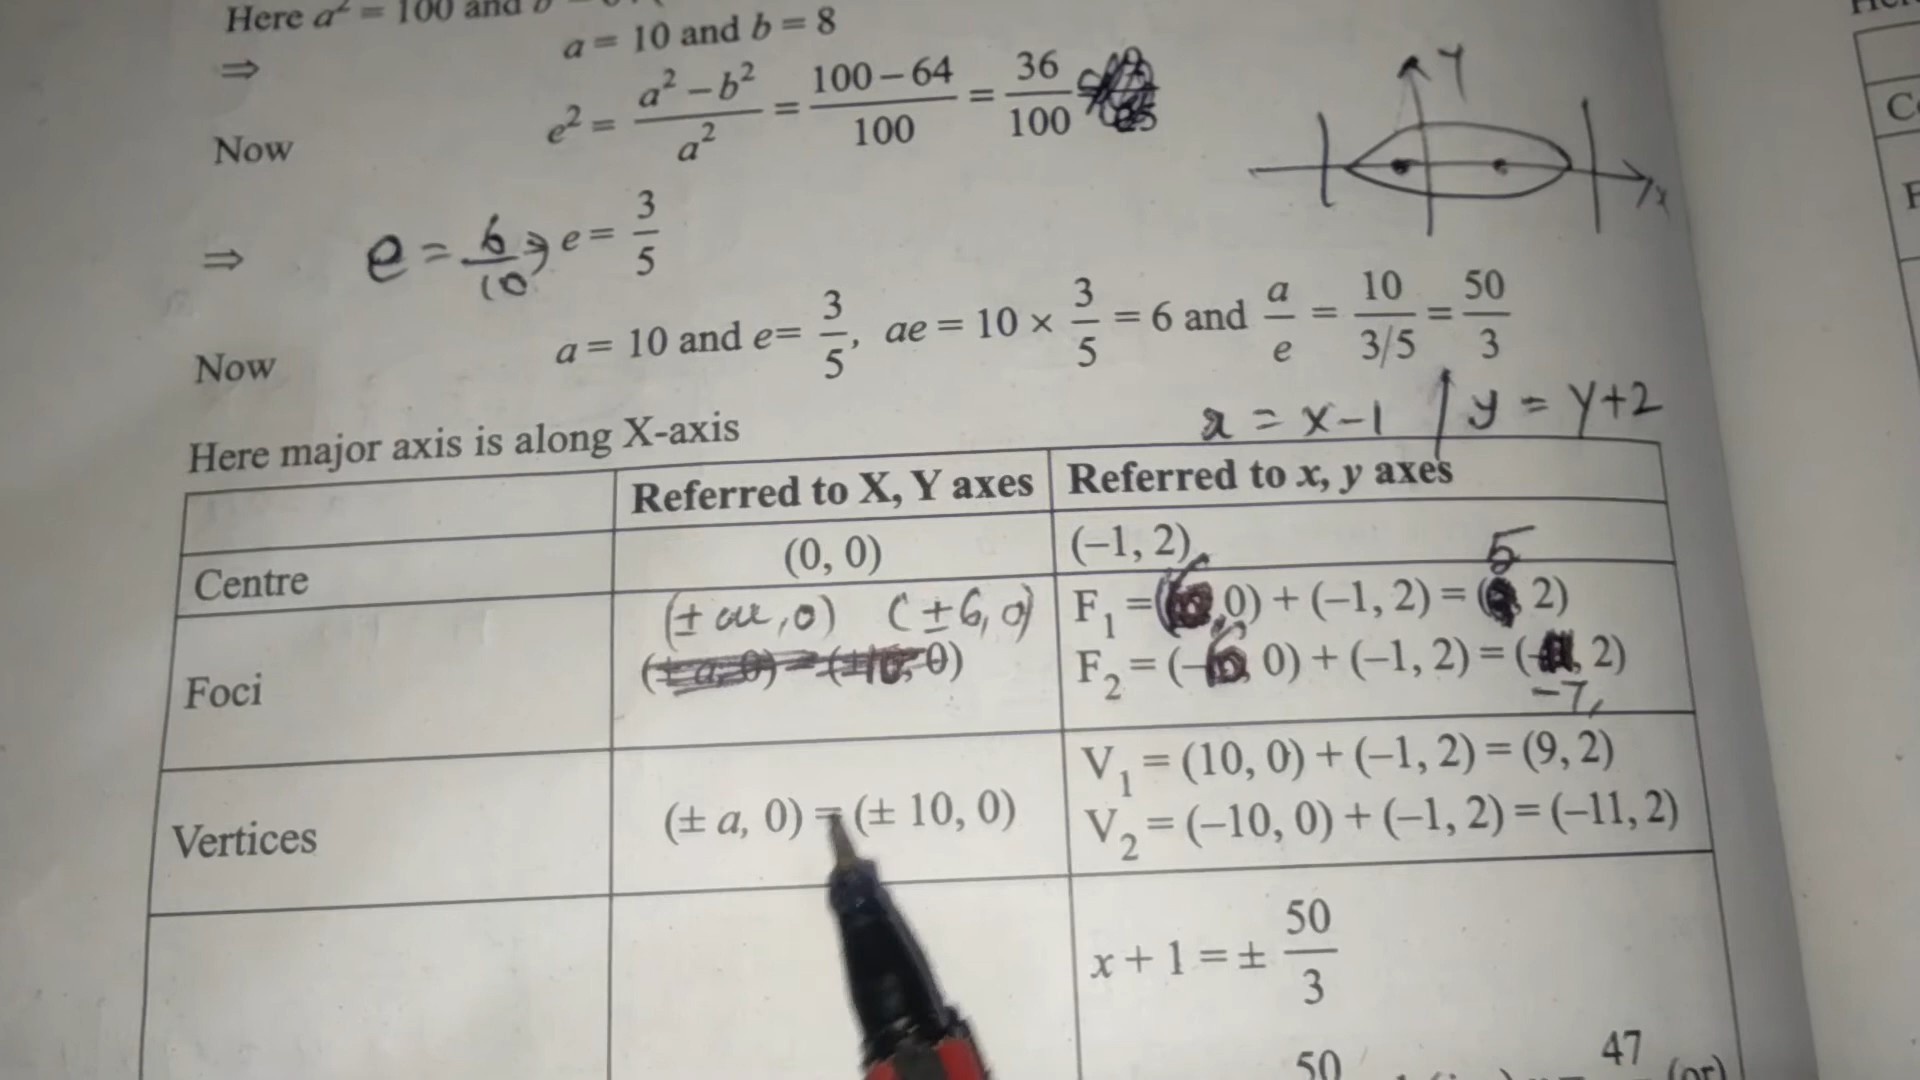 Here a² = 100 and b
⇒ a = 10 and b = 8
Now e² = (a² – b²)/a² = (100 – 64)/100 = 36/100 =
Y
X
⇒ e = 6/10 ⇒ e = 3/5
Now a = 10 and e = 3/5, ae = 10 × 3/5 = 6 and a/e = 10/(3/5) = 50/3
x = X–1 | y = Y+2
Here major axis is along X-axis
Referred to X, Y axes Referred to x, y axes
Centre (0, 0) (–1, 2)
Foci (± ae, 0) (±6, 0) F₁ = (6, 0) + (–1, 2) = (5, 2)
(± a, 0) = (±10, 0) F₂ = (–6, 0) + (–1, 2) = (–7, 2)
Vertices (± a, 0) = (± 10, 0) V₁ = (10, 0) + (–1, 2) = (9, 2)
V₂ = (–10, 0) + (–1, 2) = (–11, 2)
x + 1 = ± 50/3
50 47 (or)